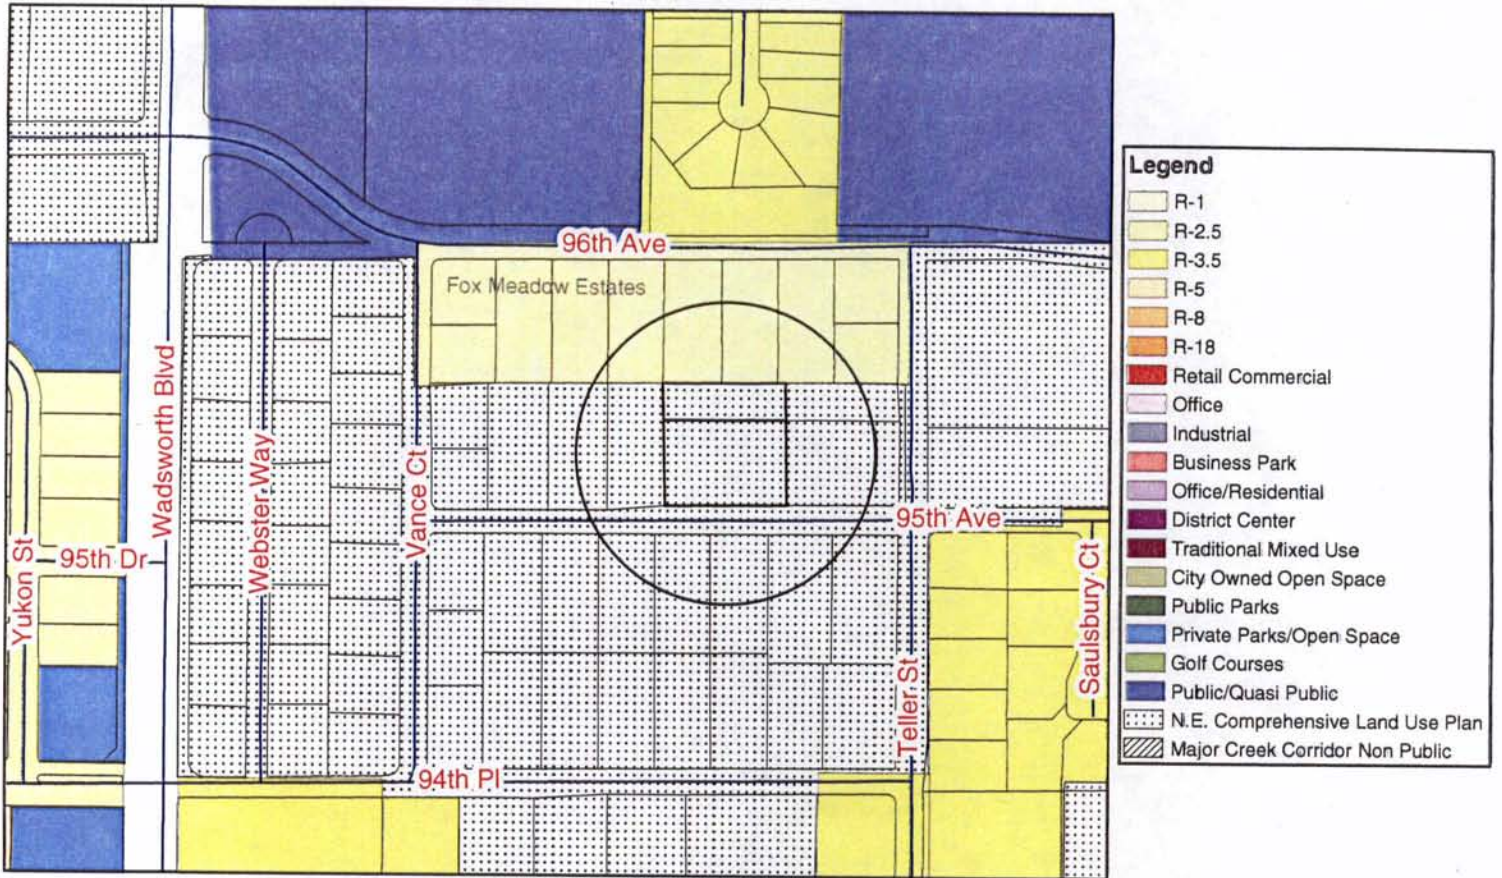 96th Ave
Fox Meadow Estates
Wadsworth Blvd
Webster Way
Vance Ct
95th Ave
95th Dr
Yukon St
Saulsbury Ct
Teller St
94th Pl
Legend
R-1
R-2.5
R-3.5
R-5
R-8
R-18
Retail Commercial
Office
Industrial
Business Park
Office/Residential
District Center
Traditional Mixed Use
City Owned Open Space
Public Parks
Private Parks/Open Space
Golf Courses
Public/Quasi Public
N.E. Comprehensive Land Use Plan
Major Creek Corridor Non Public